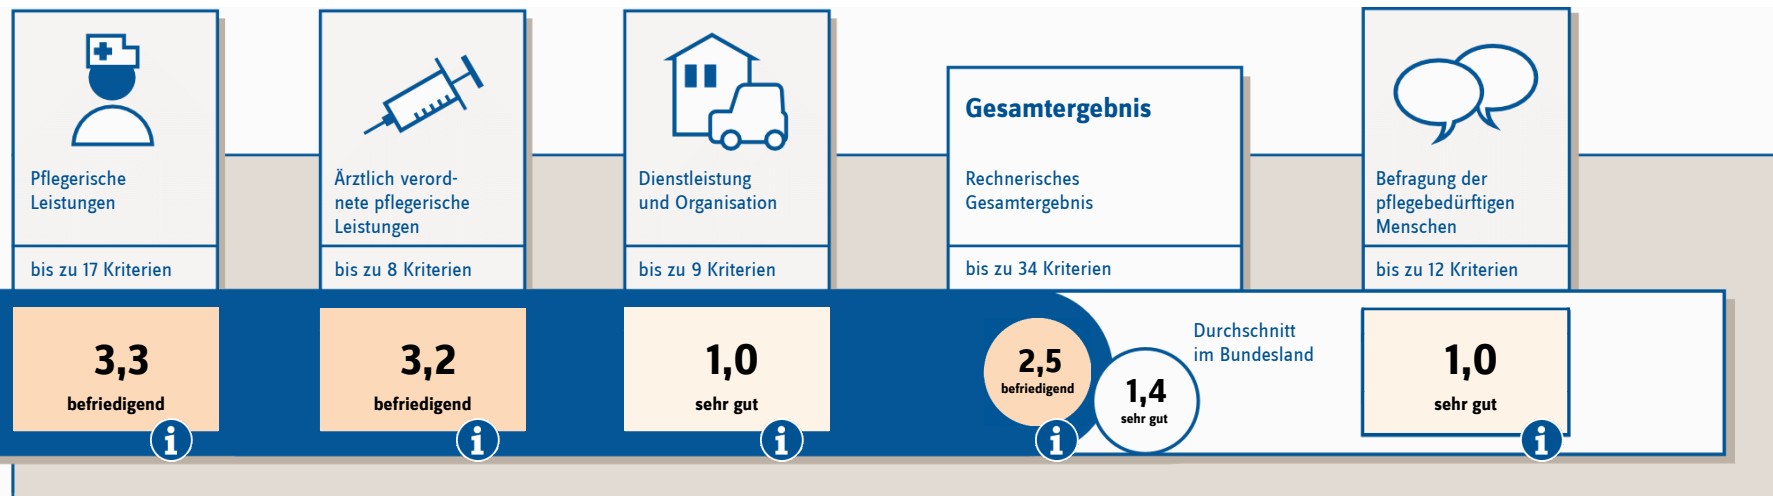 Pflegerische
Leistungen
bis zu 17 Kriterien
3,3
befriedigend
i
Ärztlich verord-
nete pflegerische
Leistungen
bis zu 8 Kriterien
3,2
befriedigend
i
Dienstleistung
und Organisation
bis zu 9 Kriterien
1,0
sehr gut
i
Gesamtergebnis
Rechnerisches
Gesamtergebnis
bis zu 34 Kriterien
2,5
befriedigend
i
1,4
sehr gut
Durchschnitt
im Bundesland
Befragung der
pflegebedürftigen
Menschen
bis zu 12 Kriterien
1,0
sehr gut
i